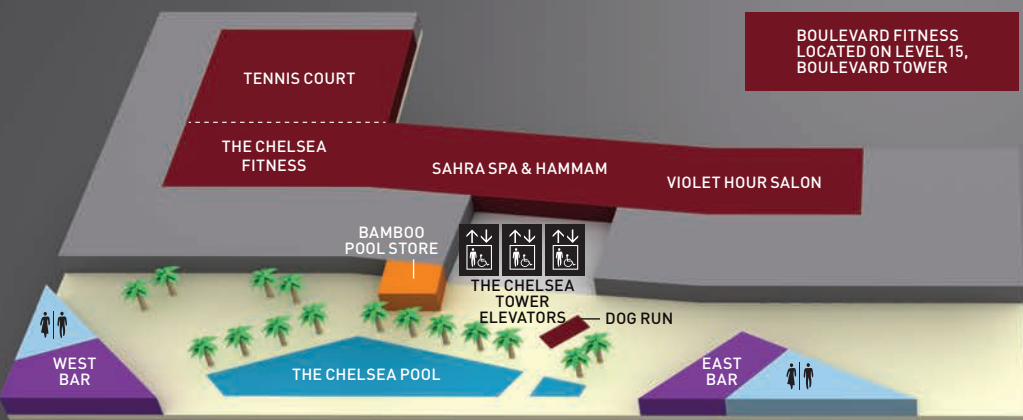 BOULEVARD FITNESS
LOCATED ON LEVEL 15,
BOULEVARD TOWER
TENNIS COURT
THE CHELSEA
FITNESS
SAHRA SPA & HAMMAM
VIOLET HOUR SALON
BAMBOO
POOL STORE
THE CHELSEA
TOWER
ELEVATORS
DOG RUN
WEST
BAR
THE CHELSEA POOL
EAST
BAR